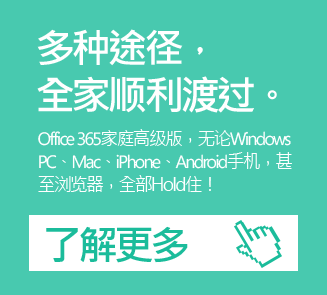 多种途径，
全家顺利渡过。
Office 365家庭高级版，无论Windows
PC、Mac、iPhone、Android手机，甚
至浏览器，全部Hold住！
了解更多